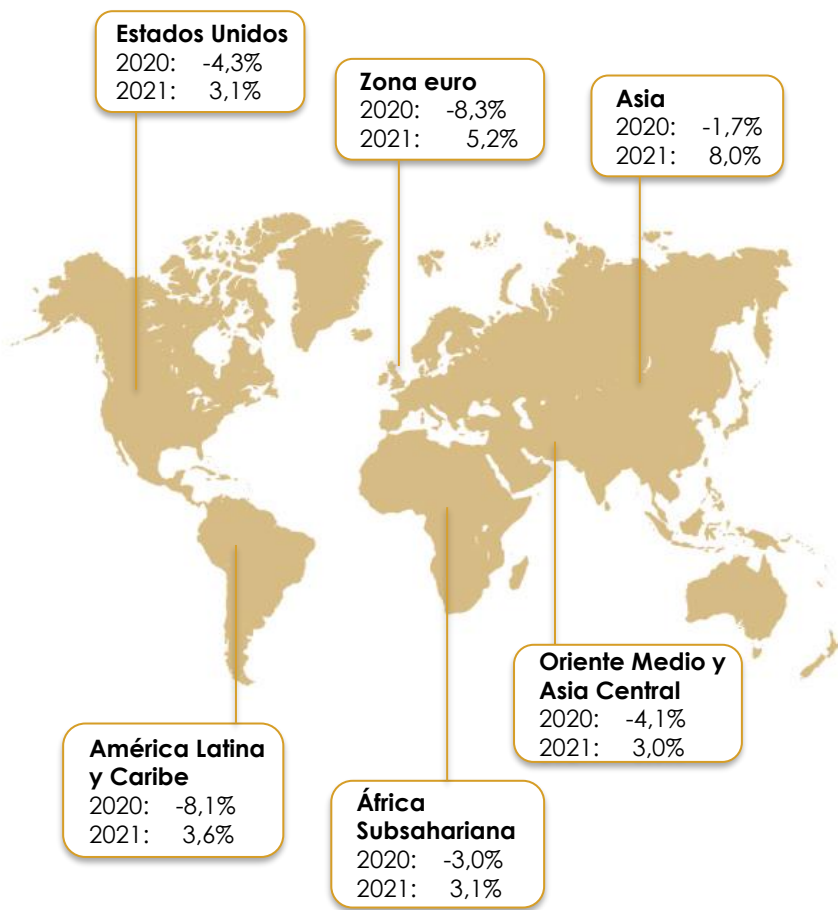 Estados Unidos
2020: -4,3%
2021: 3,1%
Zona euro
2020: -8,3%
2021: 5,2%
Asia
2020: -1,7%
2021: 8,0%
Oriente Medio y
Asia Central
2020: -4,1%
2021: 3,0%
América Latina
y Caribe
2020: -8,1%
2021: 3,6%
África
Subsahariana
2020: -3,0%
2021: 3,1%